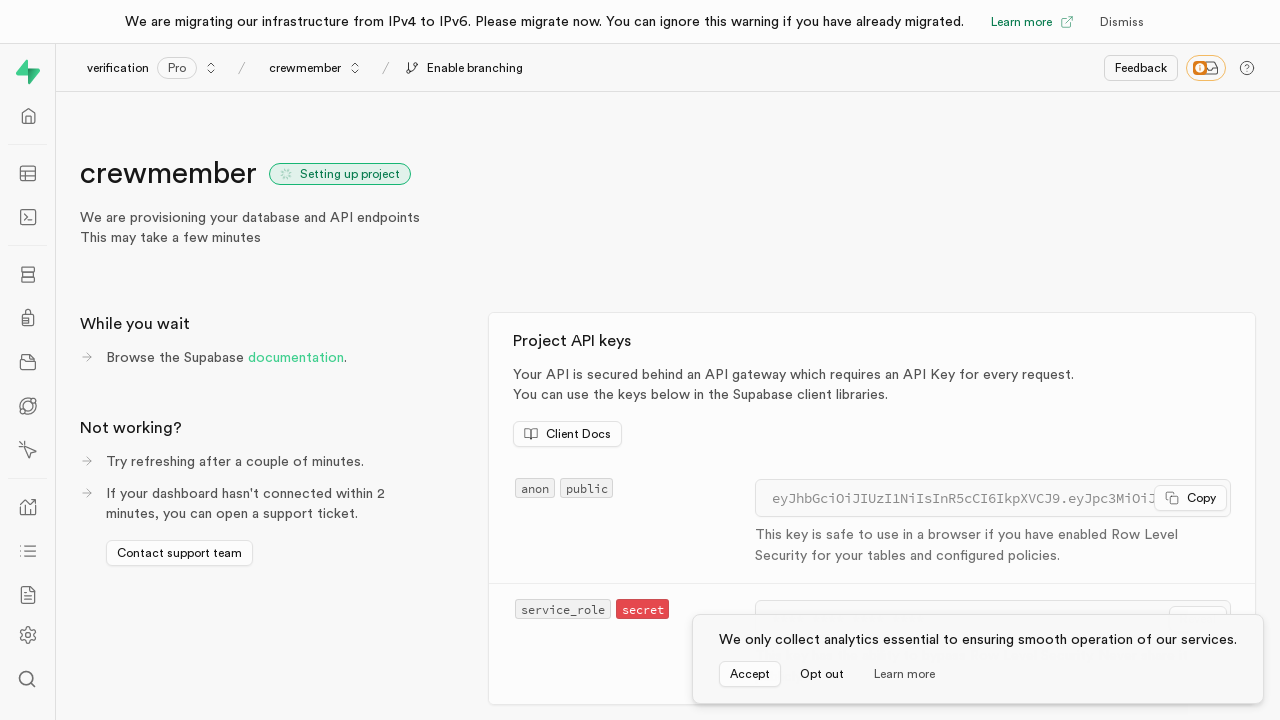 We are migrating our infrastructure from IPv4 to IPv6. Please migrate now. You can ignore this warning if you have already migrated. Learn more Dismiss
verification Pro / crewmember / Enable branching Feedback
crewmember Setting up project
We are provisioning your database and API endpoints
This may take a few minutes
While you wait
Browse the Supabase documentation.
Not working?
Try refreshing after a couple of minutes.
If your dashboard hasn't connected within 2
minutes, you can open a support ticket.
Contact support team
Project API keys
Your API is secured behind an API gateway which requires an API Key for every request.
You can use the keys below in the Supabase client libraries.
Client Docs
anon public
eyJhbGciOiJIUzI1NiIsInR5cCI6IkpXVCJ9.eyJpc3MiOiJ Copy
This key is safe to use in a browser if you have enabled Row Level
Security for your tables and configured policies.
service_role secret
We only collect analytics essential to ensuring smooth operation of our services.
Accept Opt out Learn more